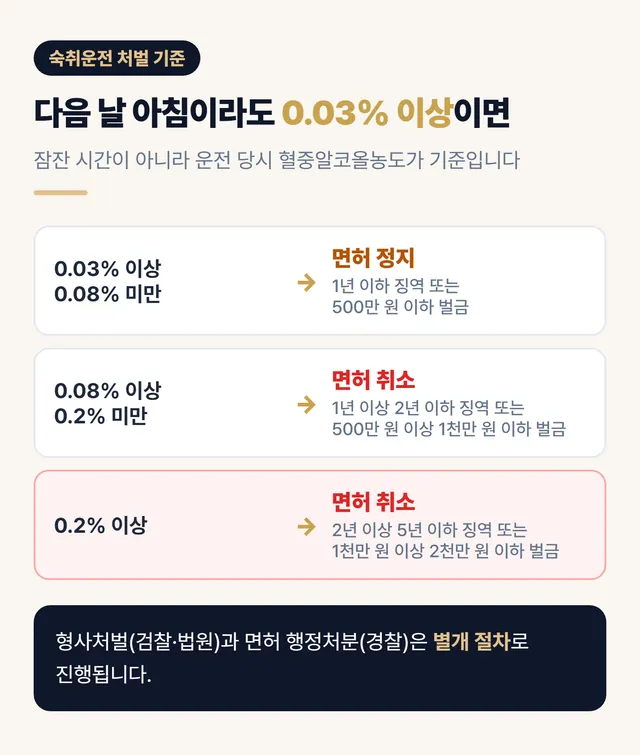 숙취운전 처벌 기준
다음 날 아침이라도 0.03% 이상이면
잠잔 시간이 아니라 운전 당시 혈중알코올농도가 기준입니다
0.03% 이상
0.08% 미만
→
면허 정지
1년 이하 징역 또는
500만 원 이하 벌금
0.08% 이상
0.2% 미만
→
면허 취소
1년 이상 2년 이하 징역 또는
500만 원 이상 1천만 원 이하 벌금
0.2% 이상
→
면허 취소
2년 이상 5년 이하 징역 또는
1천만 원 이상 2천만 원 이하 벌금
형사처벌(검찰·법원)과 면허 행정처분(경찰)은 별개 절차로
진행됩니다.